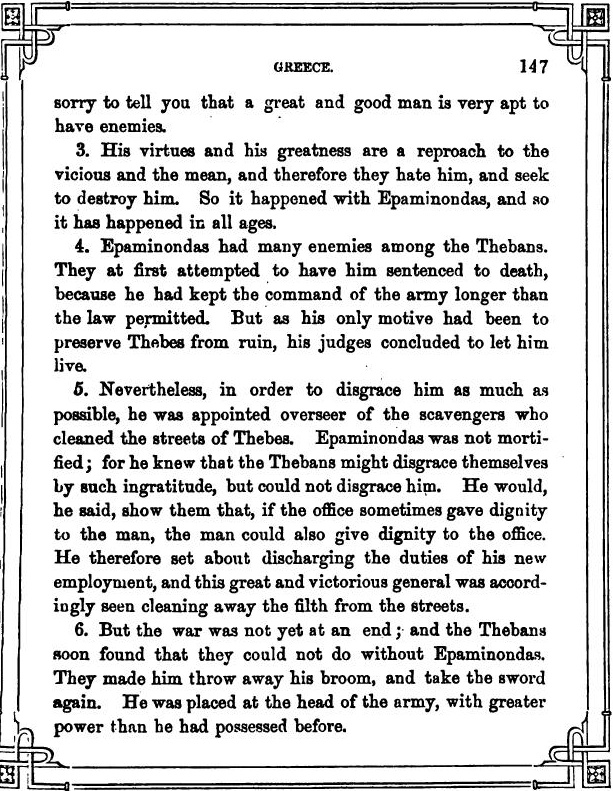 GREECE. 147
sorry to tell you that a great and good man is very apt to
have enemies.
3. His virtues and his greatness are a reproach to the
vicious and the mean, and therefore they hate him, and seek
to destroy him. So it happened with Epaminondas, and so
it has happened in all ages.
4. Epaminondas had many enemies among the Thebans.
They at first attempted to have him sentenced to death,
because he had kept the command of the army longer than
the law permitted. But as his only motive had been to
preserve Thebes from ruin, his judges concluded to let him
live.
5. Nevertheless, in order to disgrace him as much as
possible, he was appointed overseer of the scavengers who
cleaned the streets of Thebes. Epaminondas was not morti-
fied; for he knew that the Thebans might disgrace themselves
by such ingratitude, but could not disgrace him. He would,
he said, show them that, if the office sometimes gave dignity
to the man, the man could also give dignity to the office.
He therefore set about discharging the duties of his new
employment, and this great and victorious general was accord-
ingly seen cleaning away the filth from the streets.
6. But the war was not yet at an end; and the Thebans
soon found that they could not do without Epaminondas.
They made him throw away his broom, and take the sword
again. He was placed at the head of the army, with greater
power than he had possessed before.